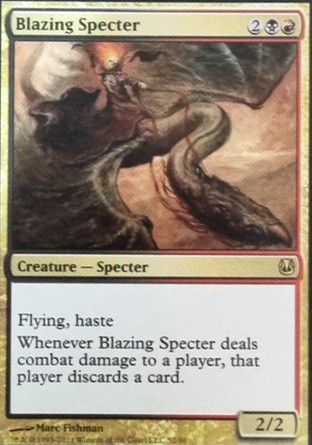 Blazing Specter 2
Creature — Specter
Flying, haste
Whenever Blazing Specter deals
combat damage to a player, that
player discards a card.
Marc Fishman
2/2